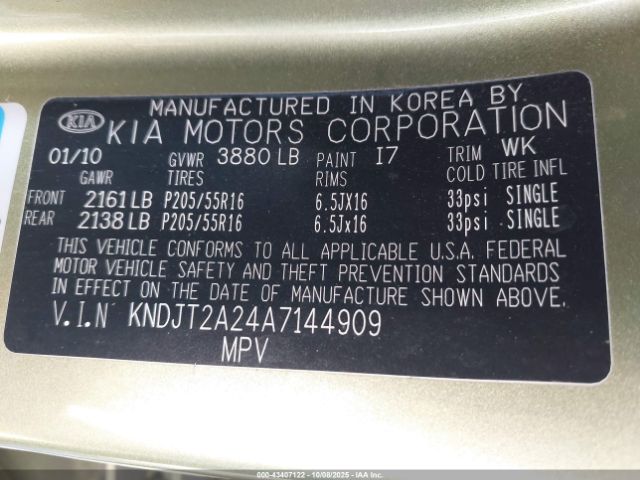 MANUFACTURED IN KOREA BY
KIA KIA MOTORS CORPORATION
01/10 GVWR 3880 LB PAINT I7 TRIM WK
GAWR TIRES RIMS COLD TIRE INFL
FRONT 2161 LB P205/55R16 6.5JX16 33psi SINGLE
REAR 2138 LB P205/55R16 6.5Jx16 33psi SINGLE
THIS VEHICLE CONFORMS TO ALL APPLICABLE U.S.A. FEDERAL
MOTOR VEHICLE SAFETY AND THEFT PREVENTION STANDARDS
IN EFFECT ON THE DATE OF MANUFACTURE SHOWN ABOVE.
V.I.N KNDJT2A24A7144909
MPV
© IAA - 43407122 - 10/08/2025 - IAAI.COM